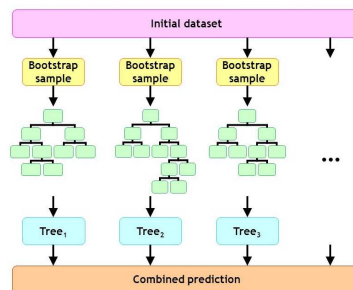 Initial dataset
Bootstrap
sample
Bootstrap
sample
Bootstrap
sample
...
Tree₁
Tree₂
Tree₃
Combined prediction